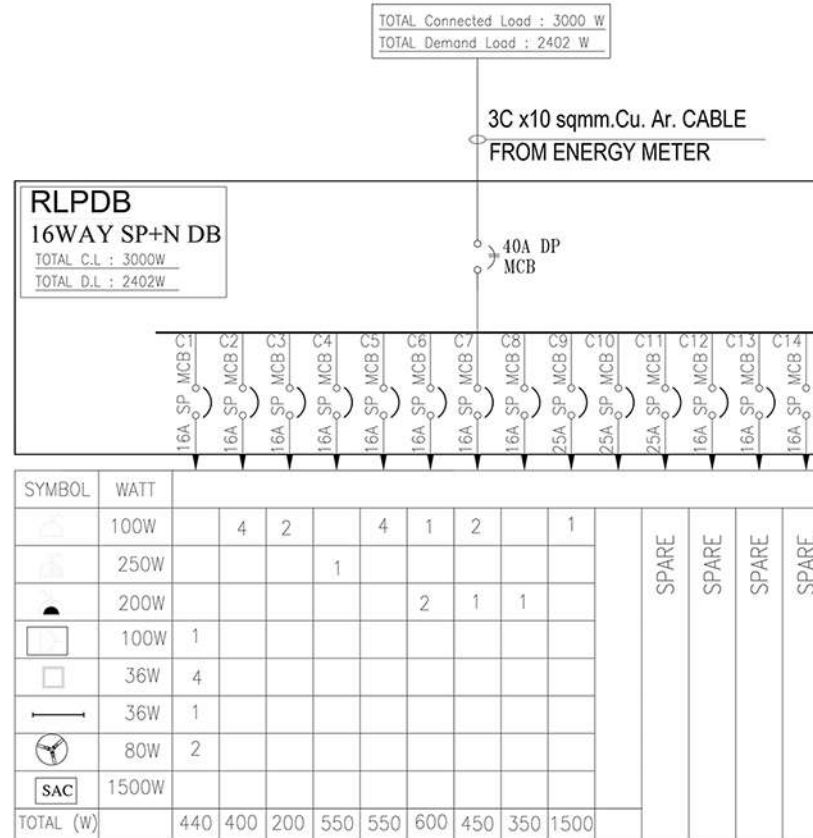 TOTAL Connected Load : 3000 W
TOTAL Demand Load : 2402 W
3C x10 sqmm.Cu. Ar. CABLE
FROM ENERGY METER
RLPDB
16WAY SP+N DB
TOTAL C.L : 3000W
TOTAL D.L : 2402W
40A DP
MCB
C1 C2 C3 C4 C5 C6 C7 C8 C9 C10 C11 C12 C13 C14
16A SP MCB
16A SP MCB
16A SP MCB
16A SP MCB
16A SP MCB
16A SP MCB
16A SP MCB
16A SP MCB
25A SP MCB
25A SP MCB
25A SP MCB
16A SP MCB
16A SP MCB
16A SP MCB
SYMBOL WATT
100W 4 2 4 1 2 1
250W 1
200W 2 1 1
100W 1
36W 4
36W 1
80W 2
SAC 1500W
TOTAL (W) 440 400 200 550 550 600 450 350 1500
SPARE
SPARE
SPARE
SPARE